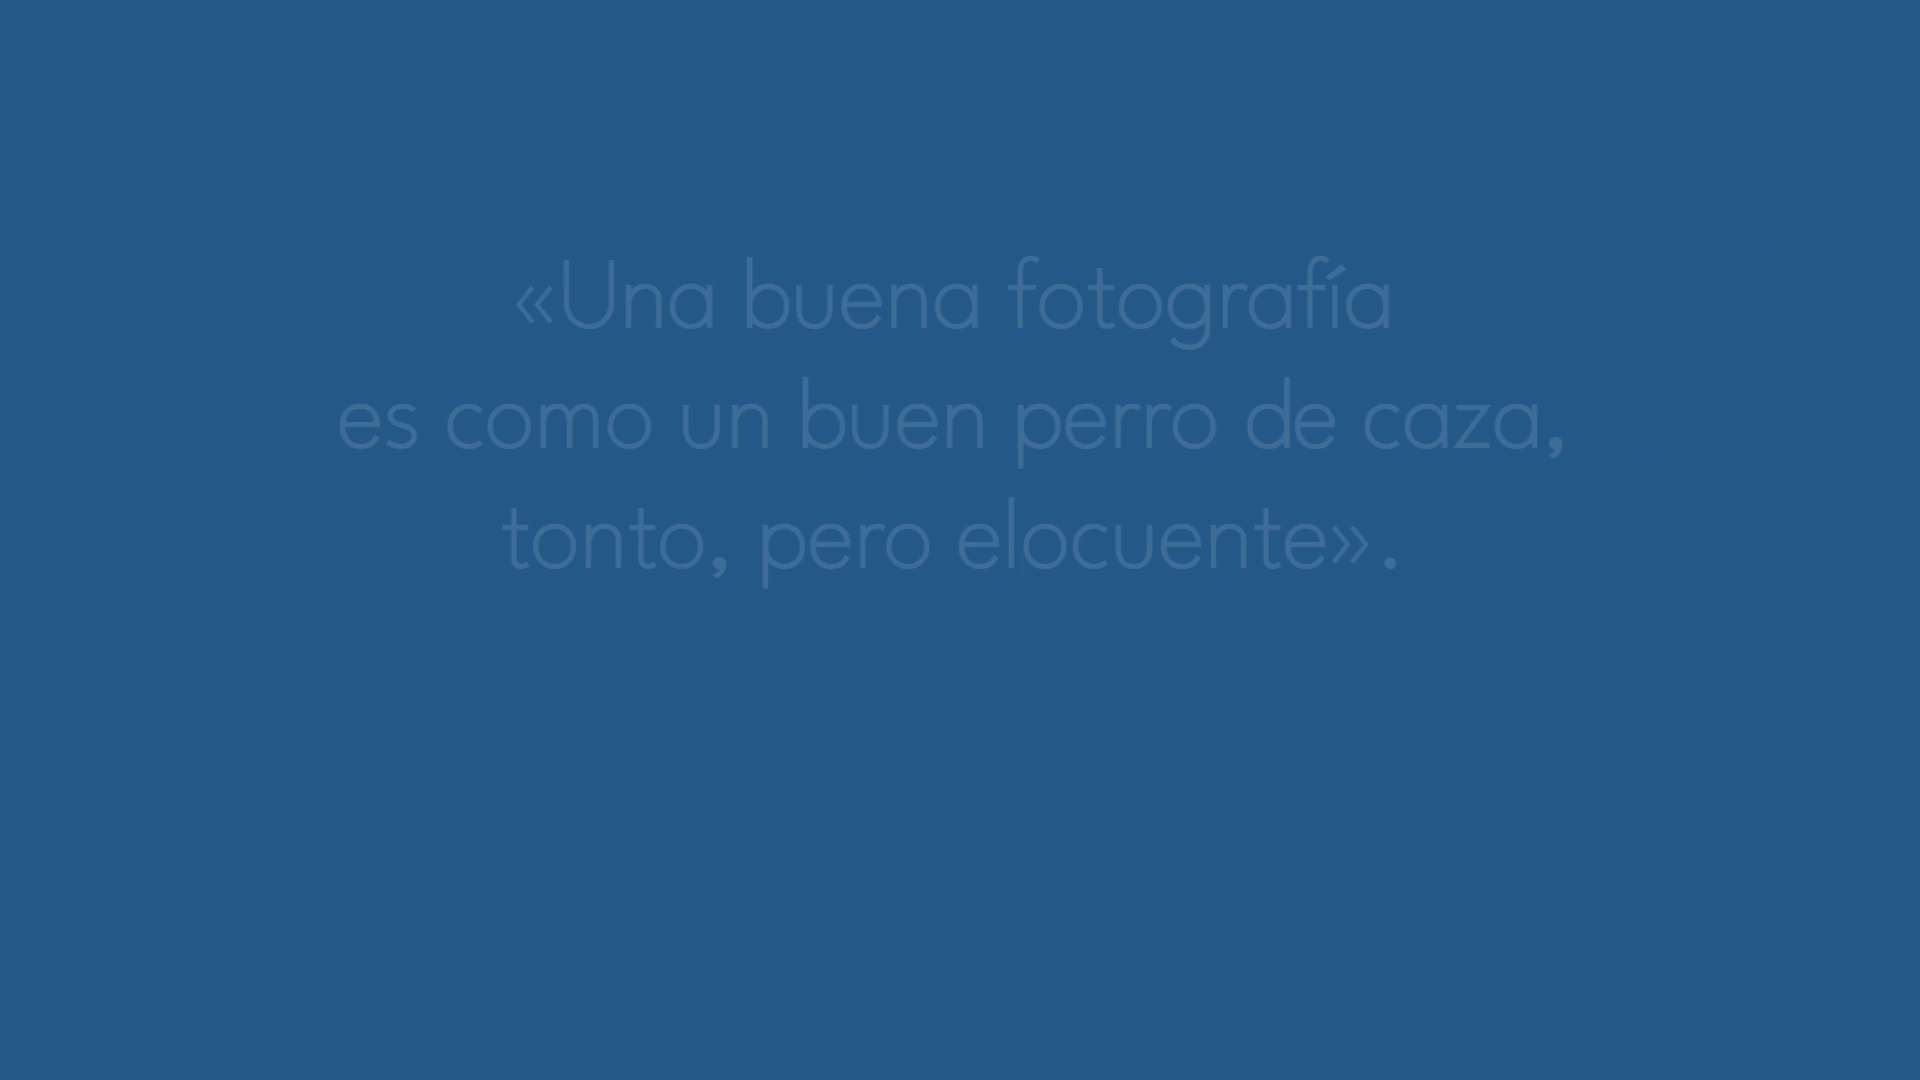 «Una buena fotografía
es como un buen perro de caza,
tonto, pero elocuente».